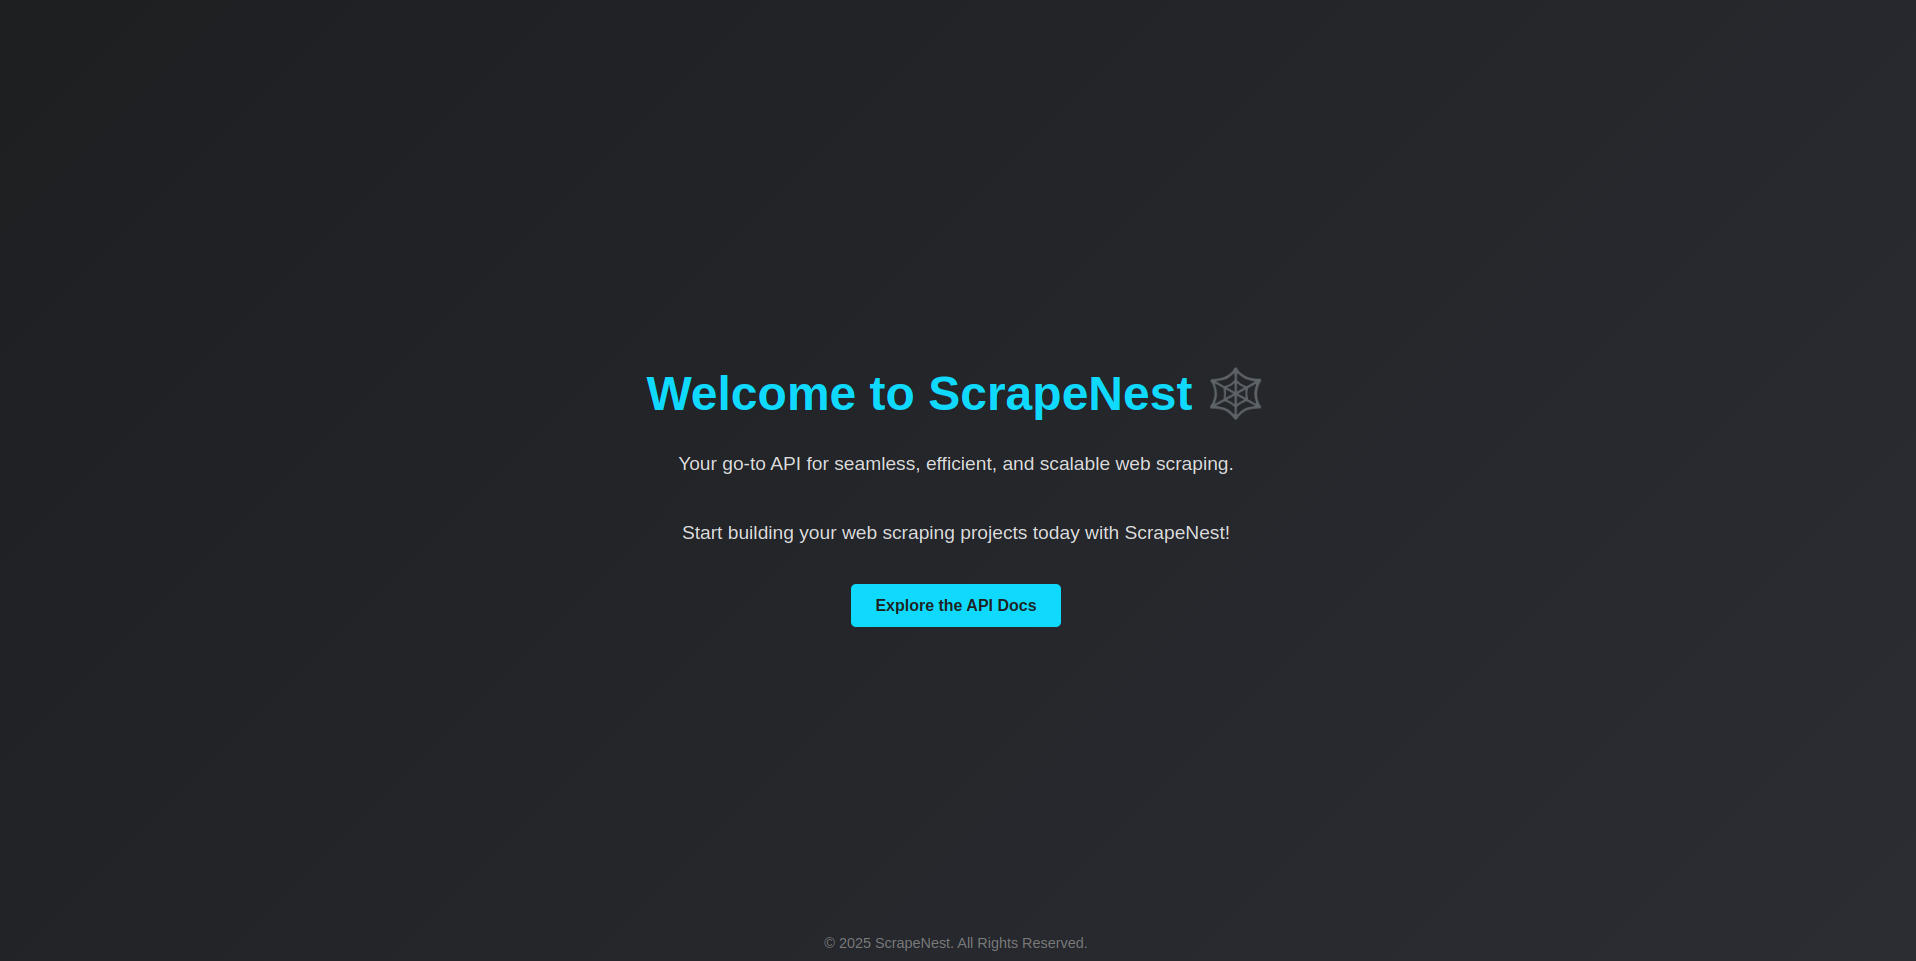 Welcome to ScrapeNest 🕸
Your go-to API for seamless, efficient, and scalable web scraping.
Start building your web scraping projects today with ScrapeNest!
Explore the API Docs
© 2025 ScrapeNest. All Rights Reserved.